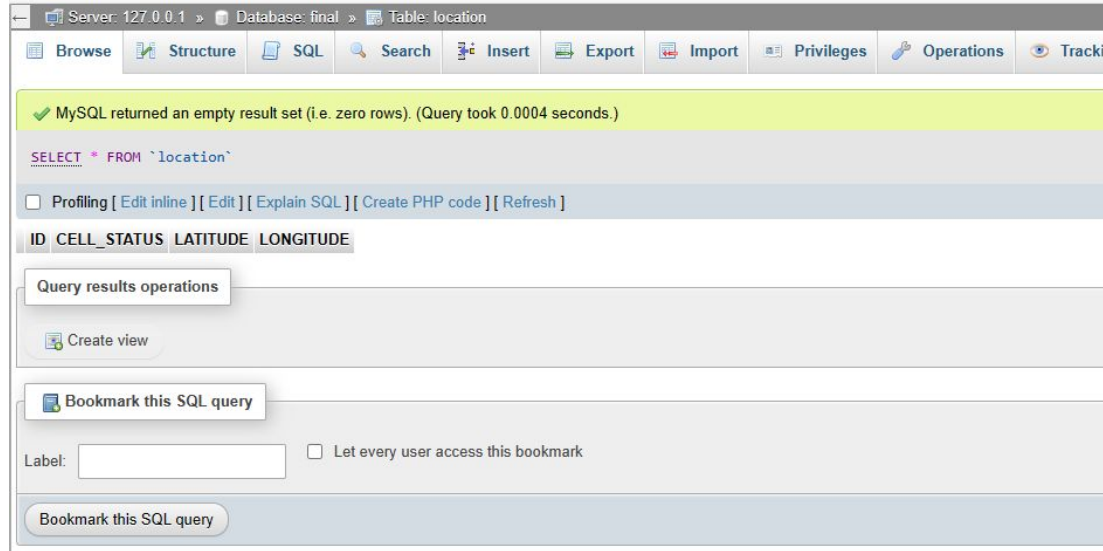 ← Server: 127.0.0.1 » Database: final » Table: location
Browse Structure SQL Search Insert Export Import Privileges Operations Tracki
MySQL returned an empty result set (i.e. zero rows). (Query took 0.0004 seconds.)
SELECT * FROM `location`
Profiling [ Edit inline ] [ Edit ] [ Explain SQL ] [ Create PHP code ] [ Refresh ]
ID CELL_STATUS LATITUDE LONGITUDE
Query results operations
Create view
Bookmark this SQL query
Label: Let every user access this bookmark
Bookmark this SQL query